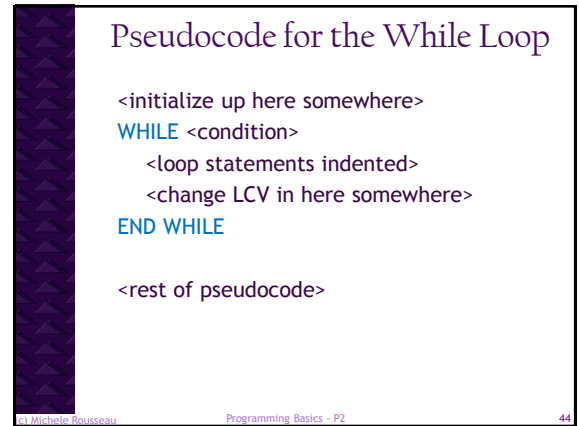 Pseudocode for the While Loop
<initialize up here somewhere>
WHILE <condition>
<loop statements indented>
<change LCV in here somewhere>
END WHILE
<rest of pseudocode>
(c) Michele Rousseau
Programming Basics - P2
44